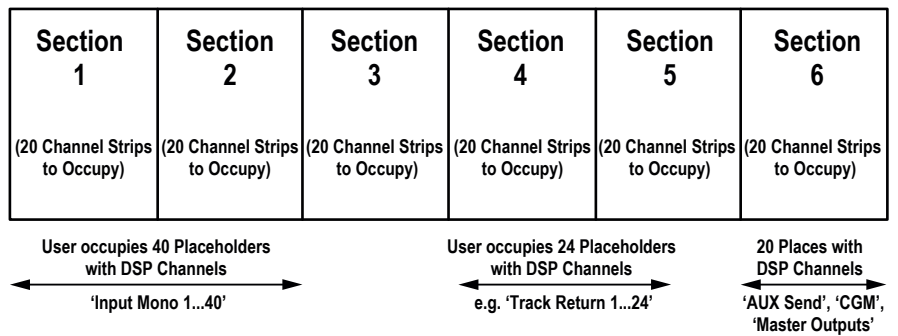 Section
1
(20 Channel Strips
to Occupy)
Section
2
(20 Channel Strips
to Occupy)
Section
3
(20 Channel Strips
to Occupy)
Section
4
(20 Channel Strips
to Occupy)
Section
5
(20 Channel Strips
to Occupy)
Section
6
(20 Channel Strips
to Occupy)
User occupies 40 Placeholders
with DSP Channels
‘Input Mono 1...40’
User occupies 24 Placeholders
with DSP Channels
e.g. ‘Track Return 1...24’
20 Places with
DSP Channels
‘AUX Send’, ‘CGM’,
‘Master Outputs’